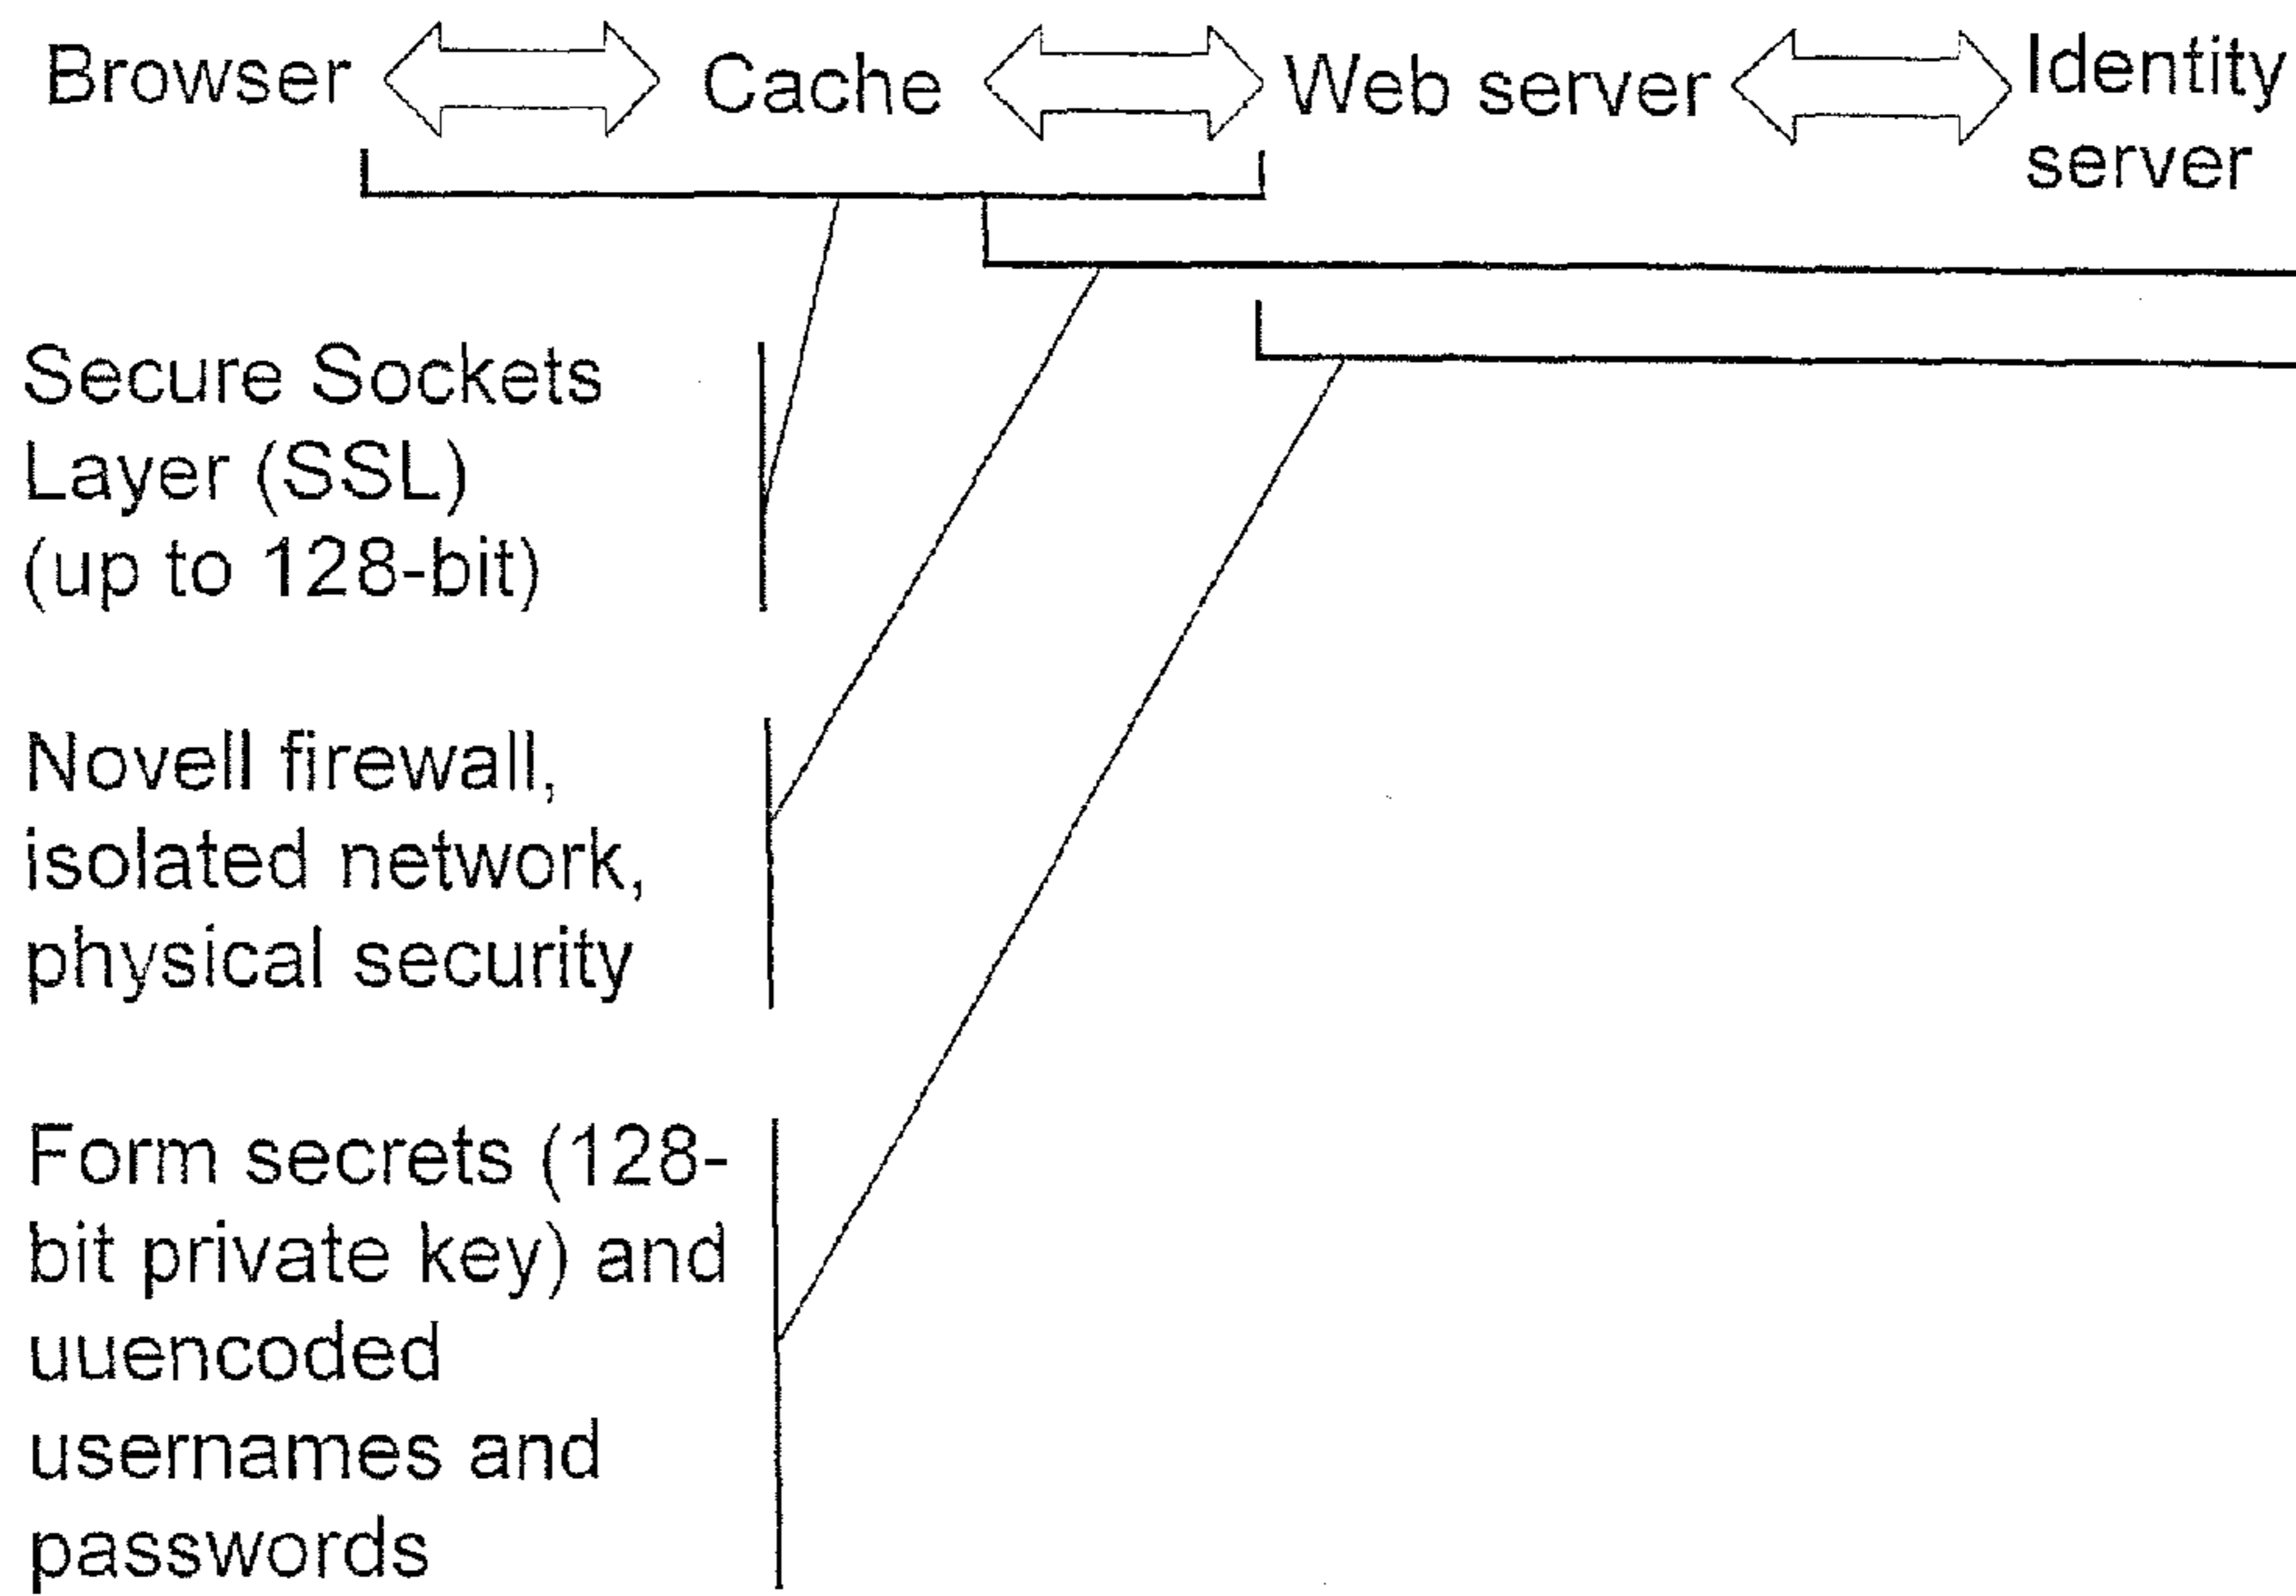 Browser Cache Web server Identity
server
Secure Sockets
Layer (SSL)
(up to 128-bit)
Novell firewall,
isolated network,
physical security
Form secrets (128-
bit private key) and
uuencoded
usernames and
passwords